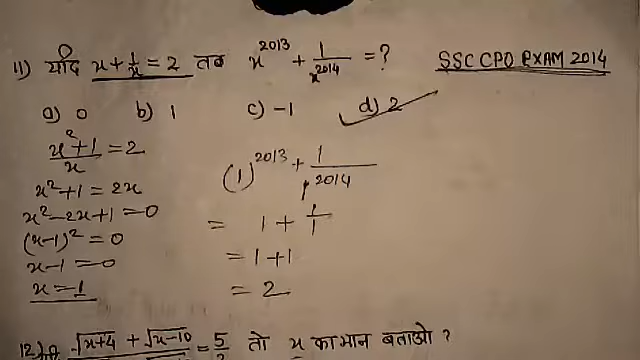 11) यदि x + 1/x = 2 तब x^2013 + 1/x^2014 = ? SSC CPO EXAM 2014
a) 0 b) 1 c) -1 d) 2
(x^2 + 1)/x = 2
x^2 + 1 = 2x
x^2 - 2x + 1 = 0
(x - 1)^2 = 0
x - 1 = 0
x = 1
(1)^2013 + 1/1^2014
= 1 + 1/1
= 1 + 1
= 2
12) √x+4 + √x-10 = 5/2 तो x का मान बताओ ?